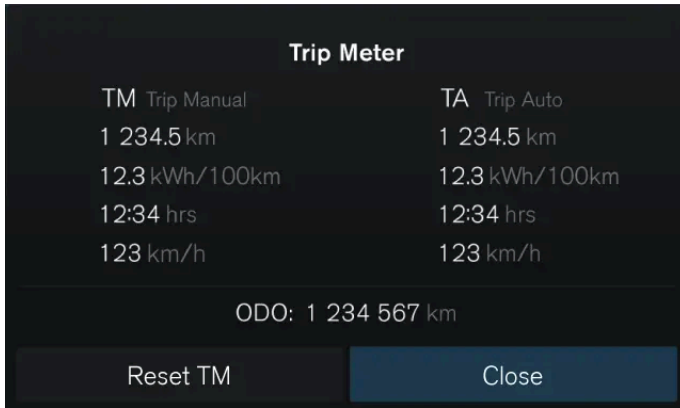 Trip Meter
TM Trip Manual
1 234.5 km
12.3 kWh/100km
12:34 hrs
123 km/h
TA Trip Auto
1 234.5 km
12.3 kWh/100km
12:34 hrs
123 km/h
ODO: 1 234 567 km
Reset TM
Close